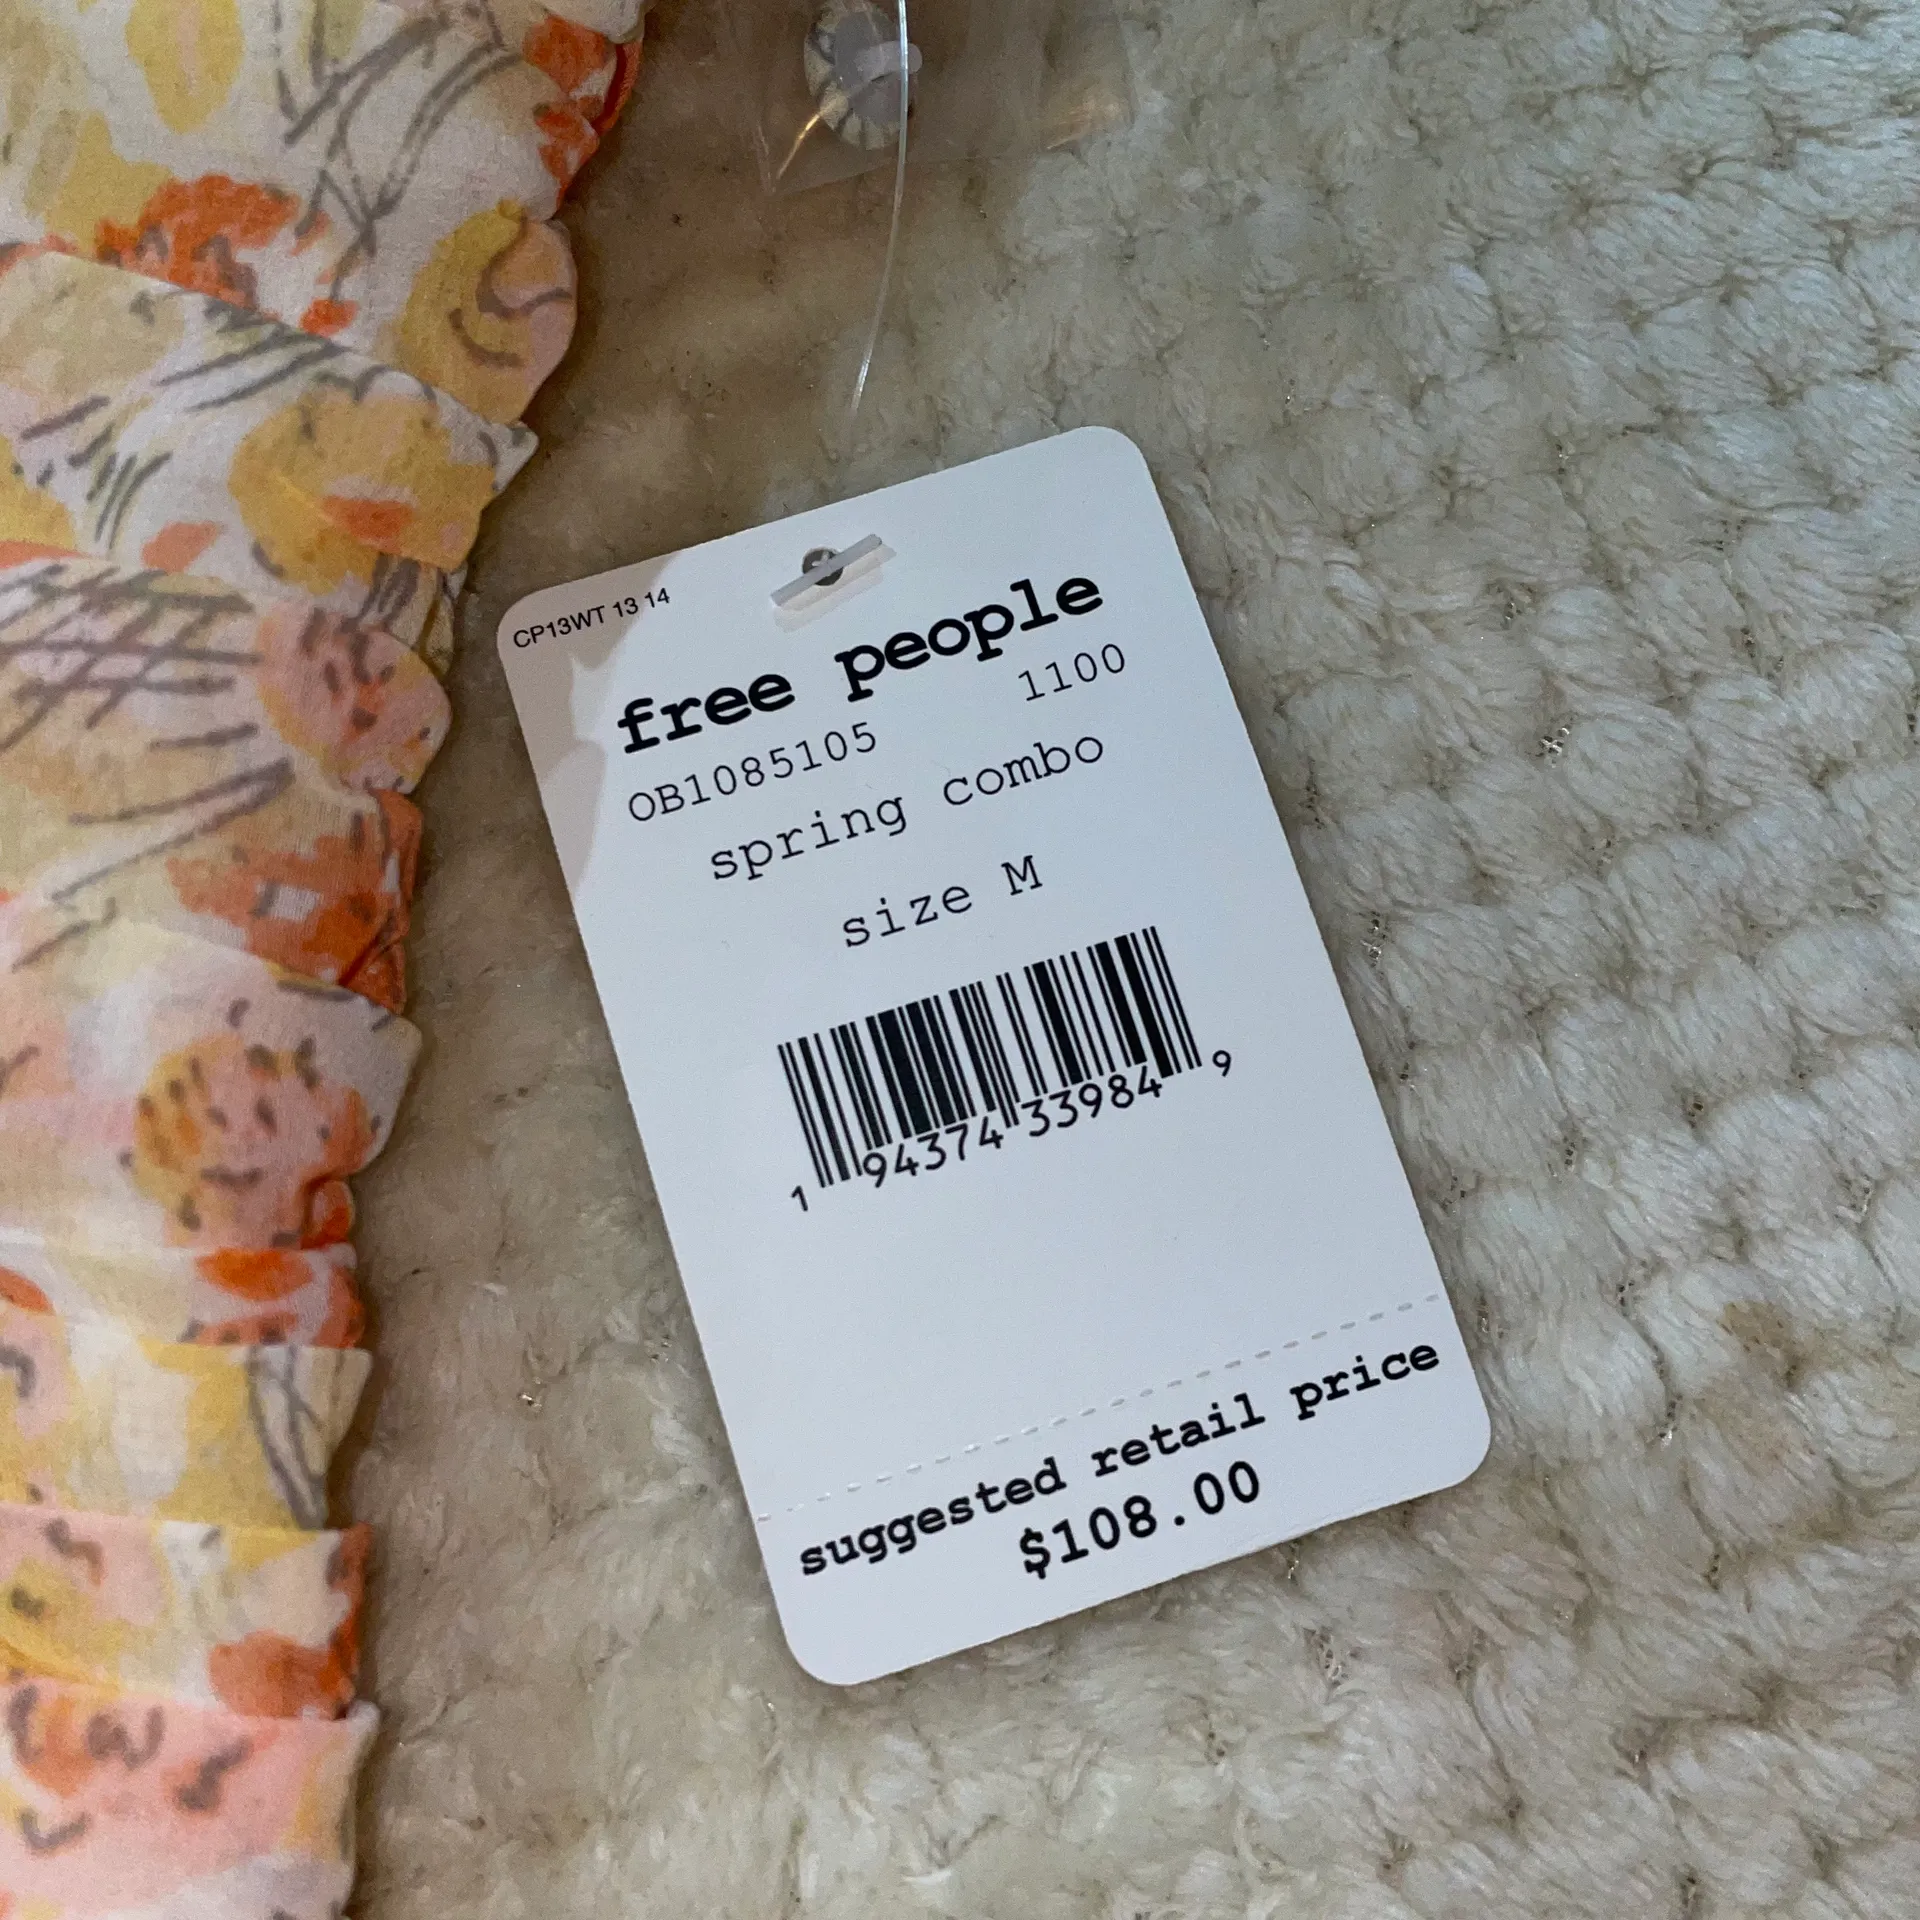 CP13WT 13 14
free people
OB1085105 1100
spring combo
size M
1 94374 33984 9
suggested retail price
$108.00